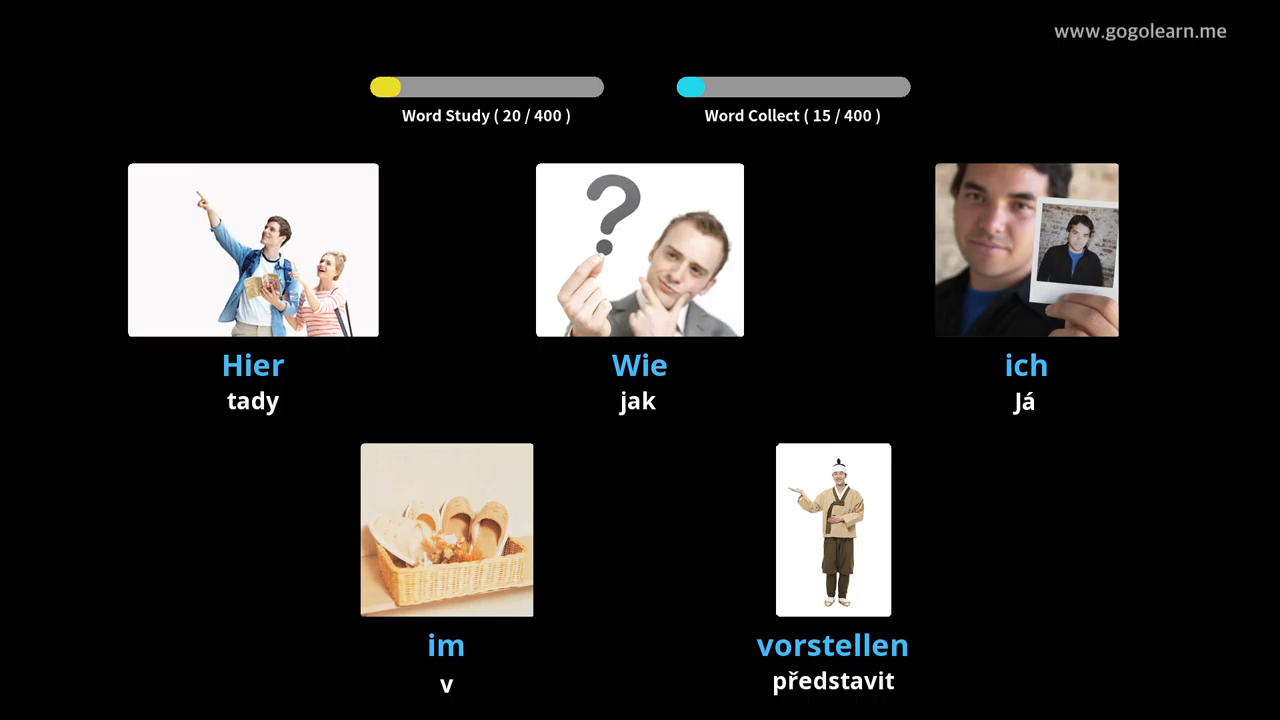 www.gogolearn.me
Word Study ( 20 / 400 )
Word Collect ( 15 / 400 )
Hier
tady
Wie
jak
ich
Já
im
v
vorstellen
představit